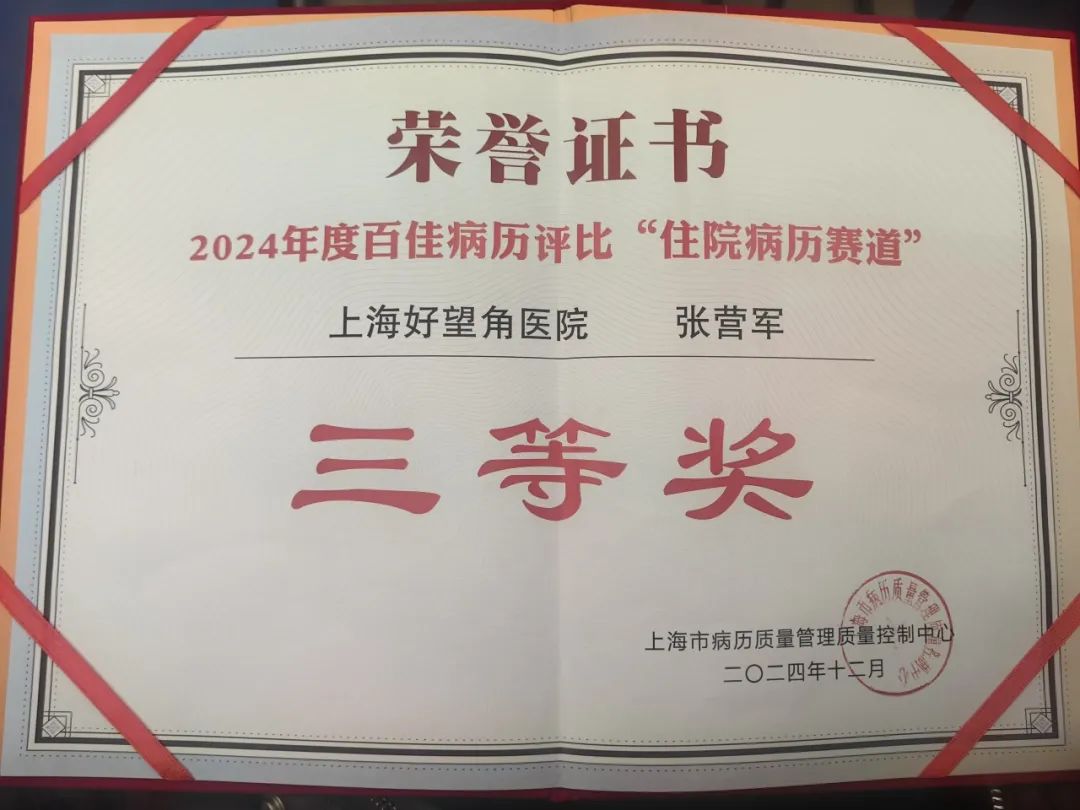 荣誉证书
2024年度百佳病历评比“住院病历赛道”
上海好望角医院 张营军
三等奖
上海市病历质量管理质量控制中心
二〇二四年十二月